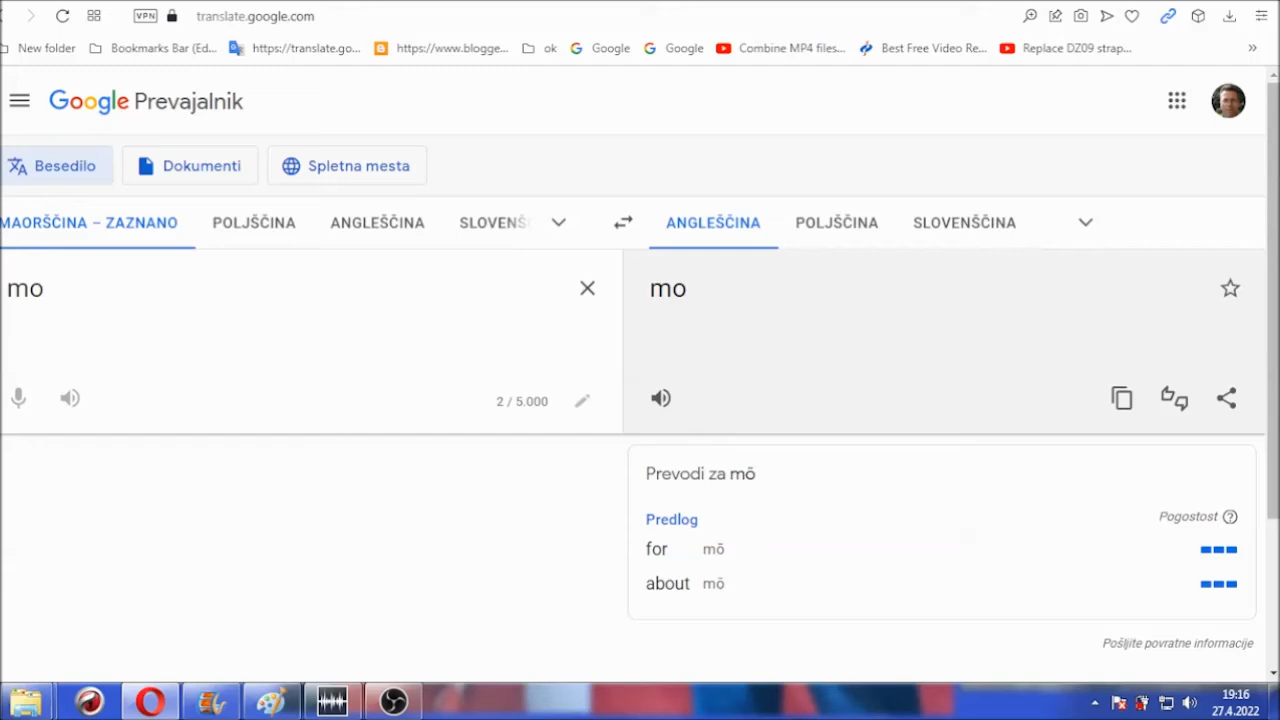 VPN translate.google.com
New folder Bookmarks Bar (Ed... https://translate.go... https://www.blogge... ok Google Google Combine MP4 files... Best Free Video Re... Replace DZ09 strap... »
Google Prevajalnik
Besedilo Dokumenti Spletna mesta
MAORŠČINA – ZAZNANO POLJŠČINA ANGLEŠČINA SLOVENŠ ANGLEŠČINA POLJŠČINA SLOVENŠČINA
mo mo
2 / 5.000
Prevodi za mō
Predlog Pogostost ?
for mō
about mō
Pošljite povratne informacije
19:16
27.4.2022